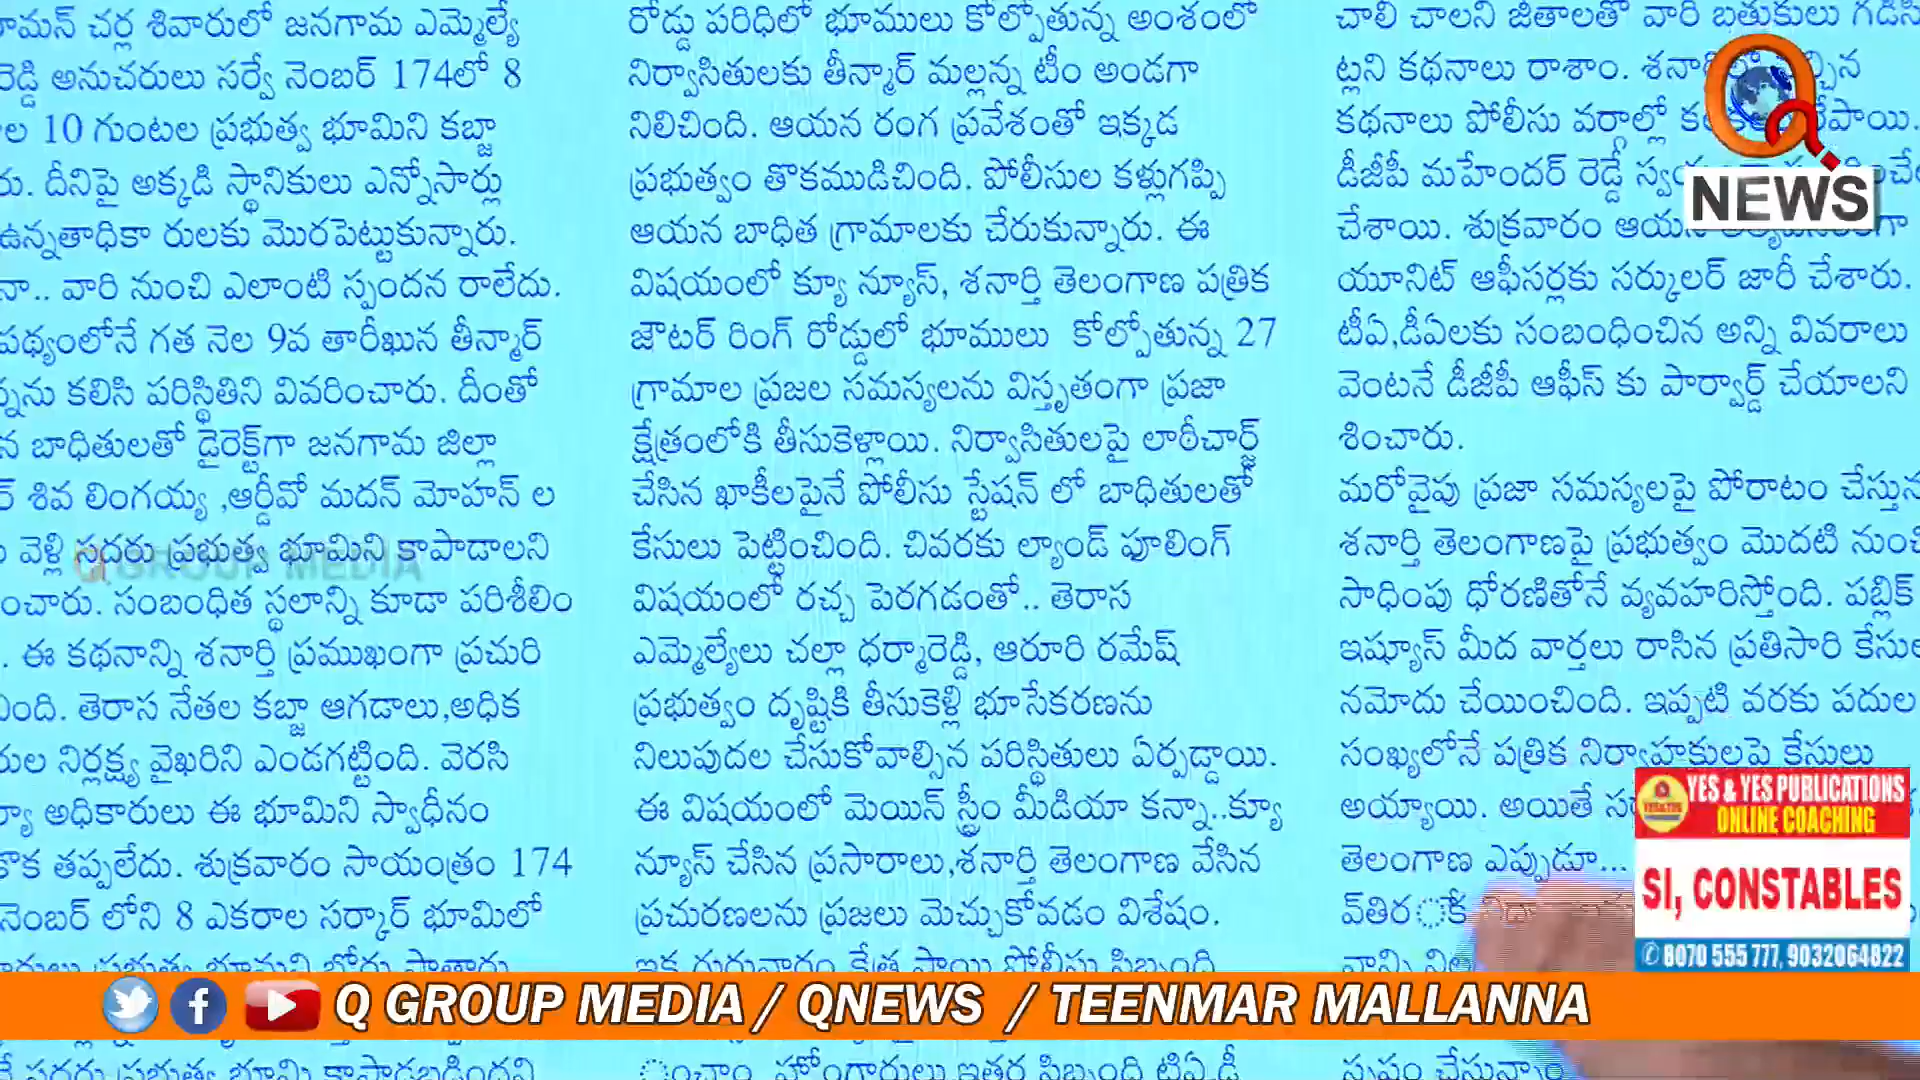 చర్ల శివారులో జనగామ ఎమ్మెల్యే
రెడ్డి అనుచరులు సర్వే నెంబర్ 174లో 8
10 గుంటల ప్రభుత్వ భూమిని కబ్జా
దీనిపై అక్కడి స్థానికులు ఎన్నోసార్లు
ఉన్నతాధికా రులకు మొరపెట్టుకున్నారు.
వారి నుంచి ఎలాంటి స్పందన రాలేదు.
గత నెల 9వ తారీఖున తీన్మార్
కలిసి పరిస్థితిని వివరించారు. దీంతో
బాధితులతో డైరెక్ట్‌గా జనగామ జిల్లా
శివ లింగయ్య ,ఆర్డీవో మదన్ మోహన్ ల
వెళ్లి సదరు ప్రభుత్వ భూమిని కాపాడాలని
సంబంధిత స్థలాన్ని కూడా పరిశీలిం
. ఈ కథనాన్ని శనార్తి ప్రముఖంగా ప్రచురి
తెరాస నేతల కబ్జా ఆగడాలు,అధిక
నిర్లక్ష్య వైఖరిని ఎండగట్టింది. వెరసి
అధికారులు ఈ భూమిని స్వాధీనం
తప్పలేదు. శుక్రవారం సాయంత్రం 174
నెంబర్ లోని 8 ఎకరాల సర్కార్ భూమిలో
రోడ్డు పరిధిలో భూములు కోల్పోతున్న అంశంలో
నిర్వాసితులకు తీన్మార్ మల్లన్న టీం అండగా
నిలిచింది. ఆయన రంగ ప్రవేశంతో ఇక్కడ
ప్రభుత్వం తొకముడిచింది. పోలీసుల కళ్లుగప్పి
ఆయన బాధిత గ్రామాలకు చేరుకున్నారు. ఈ
విషయంలో క్యూ న్యూస్, శనార్తి తెలంగాణ పత్రిక
జౌటర్ రింగ్ రోడ్డులో భూములు కోల్పోతున్న 27
గ్రామాల ప్రజల సమస్యలను విస్తృతంగా ప్రజా
క్షేత్రంలోకి తీసుకెళ్లాయి. నిర్వాసితులపై లాఠీచార్జ్
చేసిన ఖాకీలపైనే పోలీసు స్టేషన్ లో బాధితులతో
కేసులు పెట్టించింది. చివరకు ల్యాండ్ పూలింగ్
విషయంలో రచ్చ పెరగడంతో.. తెరాస
ఎమ్మెల్యేలు చల్లా ధర్మారెడ్డి, ఆరూరి రమేష్
ప్రభుత్వం దృష్టికి తీసుకెళ్లి భూసేకరణను
నిలుపుదల చేసుకోవాల్సిన పరిస్థితులు ఏర్పడ్డాయి.
ఈ విషయంలో మెయిన్ స్ట్రీం మీడియా కన్నా..క్యూ
న్యూస్ చేసిన ప్రసారాలు,శనార్తి తెలంగాణ వేసిన
ప్రచురణలను ప్రజలు మెచ్చుకోవడం విశేషం.
ఇక గురువారం క్షేత్ర స్థాయి పోలీసు సిబ్బంది
చాలీ చాలని జీతాలతో వారి బతుకులు
ట్లని కథనాలు రాశాం.
కథనాలు పోలీసు వర్గాల్లో
డీజీపీ మహేందర్ రెడ్డే
చేశాయి. శుక్రవారం
యూనిట్ ఆఫీసర్లకు సర్కులర్ జారీ చేశారు.
టీఏ,డీఏలకు సంబంధించిన అన్ని వివరాలు
వెంటనే డీజీపీ ఆఫీస్ కు పార్వార్డ్ చేయాలని
శించారు.
మరోవైపు ప్రజా సమస్యలపై పోరాటం
శనార్తి తెలంగాణపై ప్రభుత్వం మొదటి
సాధింపు ధోరణితోనే వ్యవహరిస్తోంది. పబ్లిక్
ఇష్యూస్ మీద వార్తలు రాసిన ప్రతిసారి
నమోదు చేయించింది. ఇప్పటి వరకు పదుల
సంఖ్యలోనే పత్రిక నిర్వాహకులపై కేసులు
అయ్యాయి. అయితే
తెలంగాణ ఎప్పుడూ...
Q NEWS
Q GROUP MEDIA
YES & YES PUBLICATIONS
ONLINE COACHING
SI, CONSTABLES
8070 555 777, 9032064822
Q GROUP MEDIA / QNEWS / TEENMAR MALLANNA